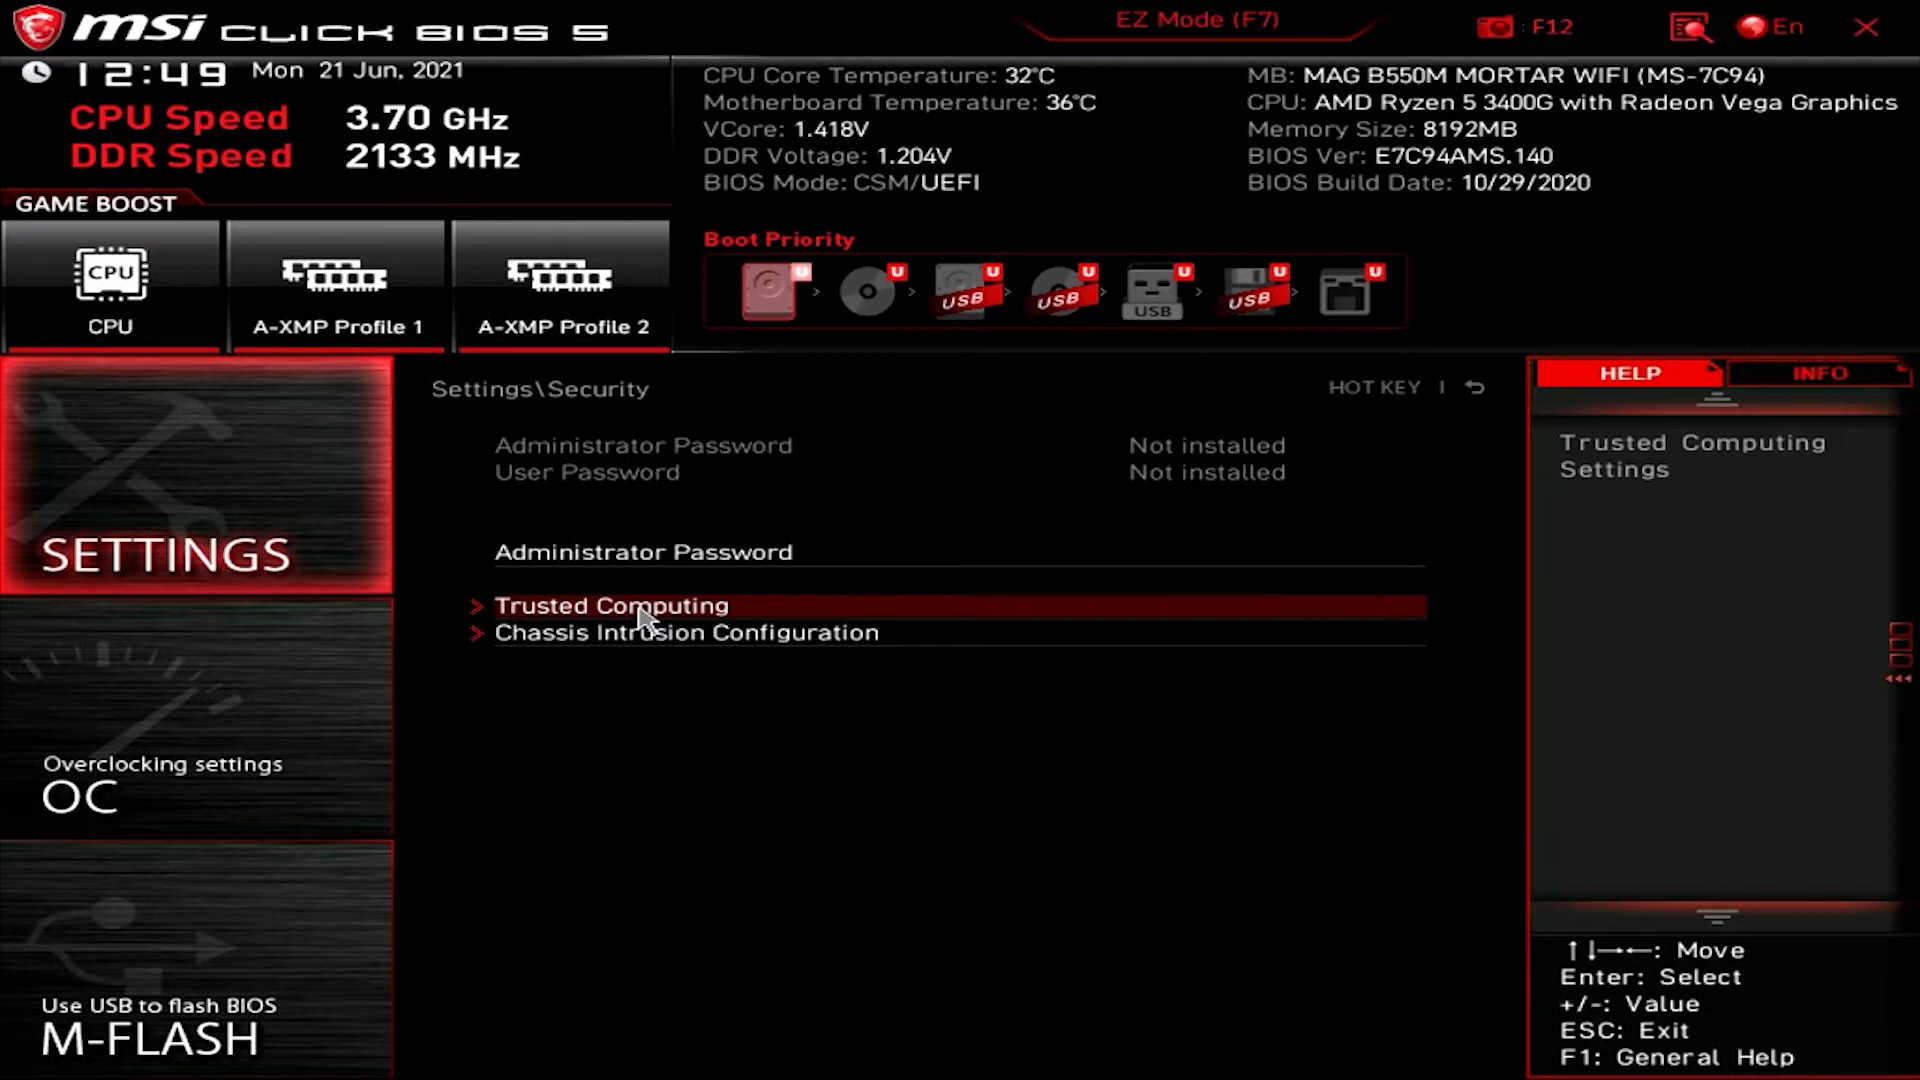 msi CLICK BIOS 5
EZ Mode (F7)
: F12
En
12:49 Mon 21 Jun, 2021
CPU Speed 3.70 GHz
DDR Speed 2133 MHz
CPU Core Temperature: 32°C
Motherboard Temperature: 36°C
VCore: 1.418V
DDR Voltage: 1.204V
BIOS Mode: CSM/UEFI
MB: MAG B550M MORTAR WIFI (MS-7C94)
CPU: AMD Ryzen 5 3400G with Radeon Vega Graphics
Memory Size: 8192MB
BIOS Ver: E7C94AMS.140
BIOS Build Date: 10/29/2020
GAME BOOST
CPU
CPU
A-XMP Profile 1
A-XMP Profile 2
Boot Priority
U U U U U U U
USB USB USB USB
SETTINGS
Overclocking settings
OC
Use USB to flash BIOS
M-FLASH
Settings\Security
HOT KEY |
Administrator Password Not installed
User Password Not installed
Administrator Password
> Trusted Computing
> Chassis Intrusion Configuration
HELP
INFO
Trusted Computing
Settings
↑↓→←: Move
Enter: Select
+/-: Value
ESC: Exit
F1: General Help